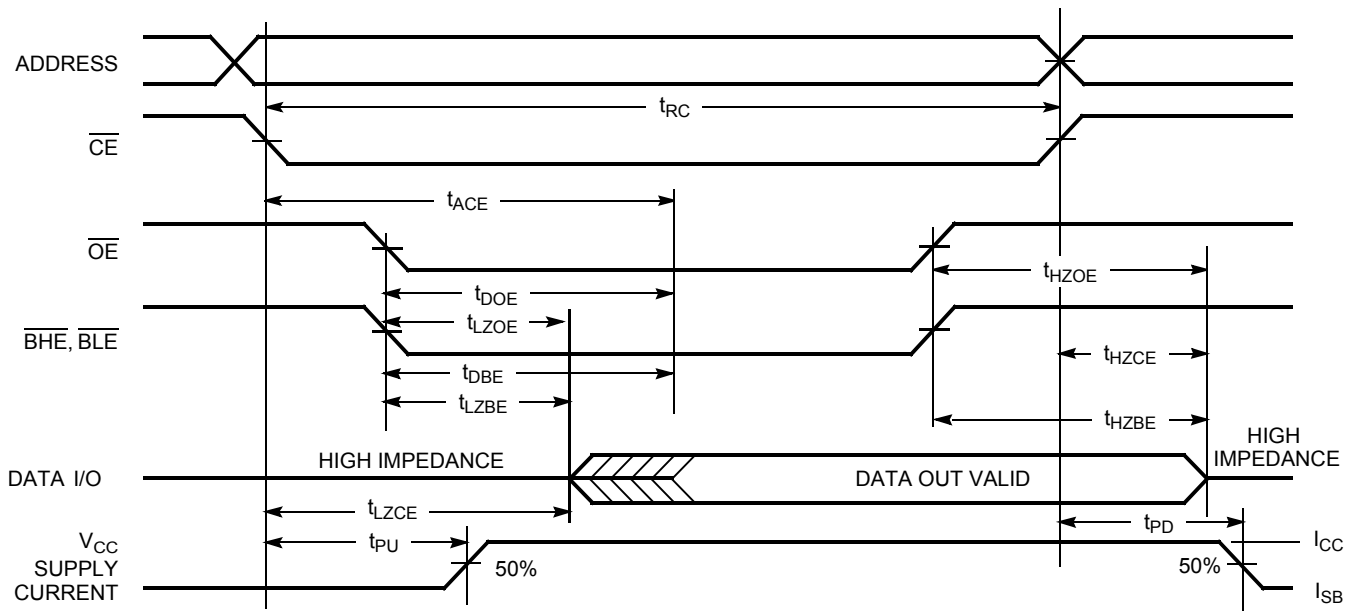 ADDRESS
tRC
CE
tACE
OE
tHZOE
tDOE
tLZOE
BHE, BLE
tHZCE
tDBE
tLZBE
tHZBE
HIGH IMPEDANCE
HIGH
IMPEDANCE
DATA I/O
DATA OUT VALID
tLZCE
tPD
VCC
SUPPLY
CURRENT
tPU
50%
50%
ICC
ISB